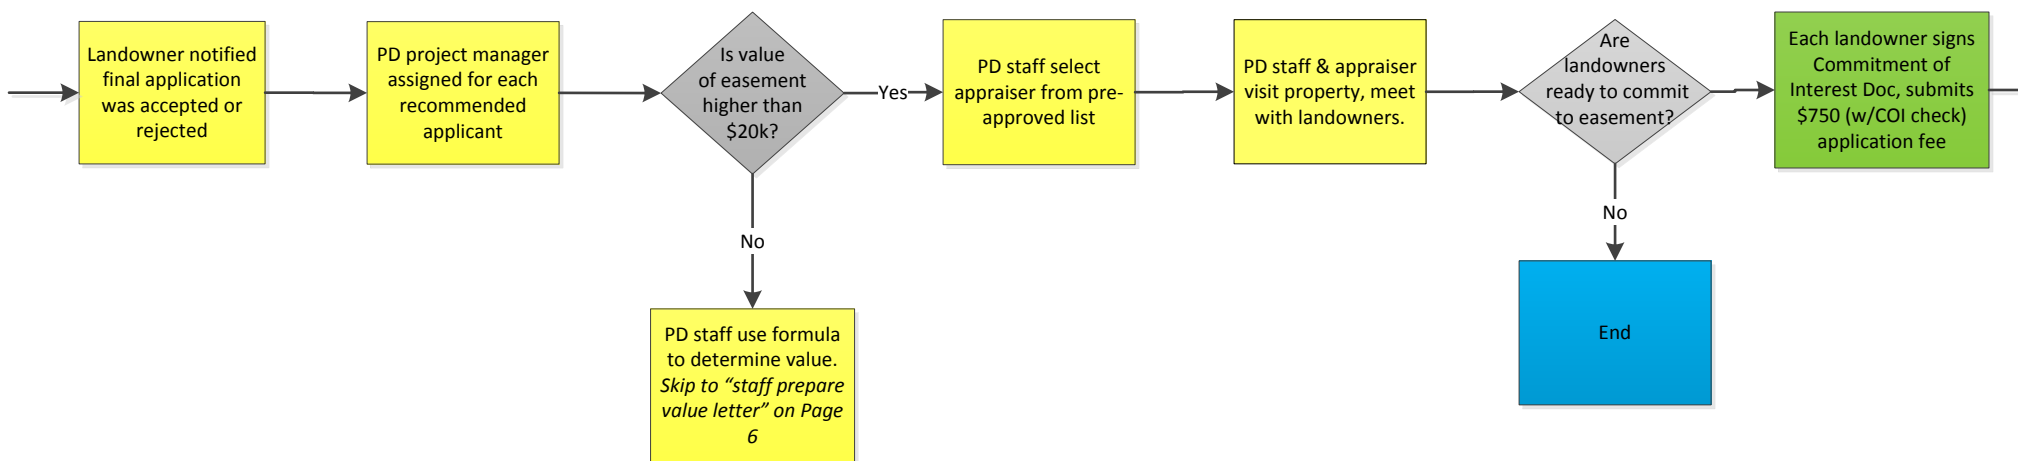 Landowner notified
final application
was accepted or
rejected
PD project manager
assigned for each
recommended
applicant
Is value
of easement
higher than
$20k?
Yes
PD staff select
appraiser from pre-
approved list
PD staff & appraiser
visit property, meet
with landowners.
Are
landowners
ready to commit
to easement?
Each landowner signs
Commitment of
Interest Doc, submits
$750 (w/COI check)
application fee
No
PD staff use formula
to determine value.
Skip to “staff prepare
value letter” on Page
6
No
End